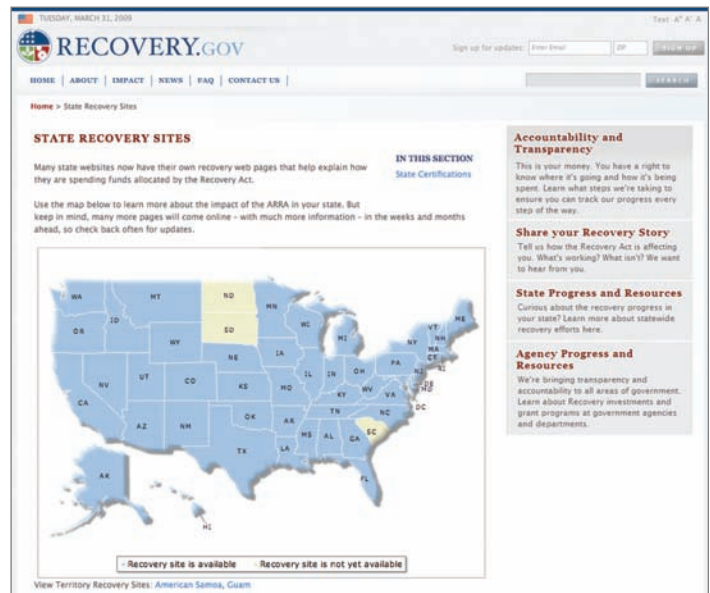 TUESDAY, MARCH 31, 2009
Text A+ A- A
RECOVERY.GOV
Sign up for updates: Enter Email ZIP SIGN UP
HOME | ABOUT | IMPACT | NEWS | FAQ | CONTACT US |
SEARCH
Home > State Recovery Sites
STATE RECOVERY SITES
Many state websites now have their own recovery web pages that help explain how
they are spending funds allocated by the Recovery Act.
Use the map below to learn more about the impact of the ARRA in your state. But
keep in mind, many more pages will come online - with much more information - in the weeks and months
ahead, so check back often for updates.
IN THIS SECTION
State Certifications
WA
MT
ND
MN
ME
OR
ID
SD
WI
MI
VT
NH
NY
MA
CT
RI
WY
NE
IA
PA
NJ
NV
UT
CO
KS
MO
IL
IN
OH
WV
VA
DE
MD
DC
CA
KY
AZ
NM
OK
AR
TN
NC
SC
TX
LA
MS
AL
GA
FL
AK
HI
Recovery site is available
Recovery site is not yet available
View Territory Recovery Sites: American Samoa, Guam
Accountability and
Transparency
This is your money. You have a right to
know where it's going and how it's being
spent. Learn what steps we're taking to
ensure you can track our progress every
step of the way.
Share your Recovery Story
Tell us how the Recovery Act is affecting
you. What's working? What isn't? We want
to hear from you.
State Progress and Resources
Curious about the recovery progress in
your state? Learn more about statewide
recovery efforts here.
Agency Progress and
Resources
We're bringing transparency and
accountability to all areas of government.
Learn about Recovery investments and
grant programs at government agencies
and departments.